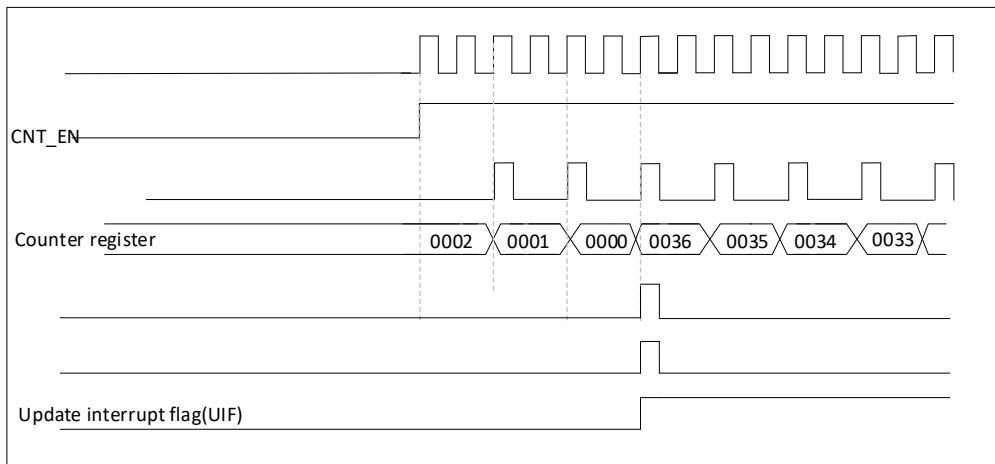 CNT_EN
Counter register 0002 0001 0000 0036 0035 0034 0033
Update interrupt flag(UIF)